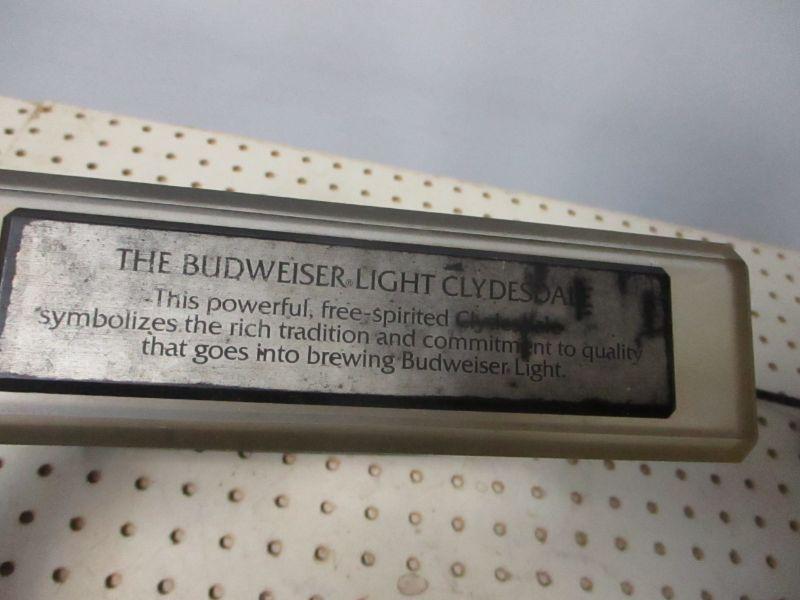 THE BUDWEISER® LIGHT CLYDESDALE
This powerful, free-spirited Clydesdale
symbolizes the rich tradition and commitment to quality
that goes into brewing Budweiser Light.